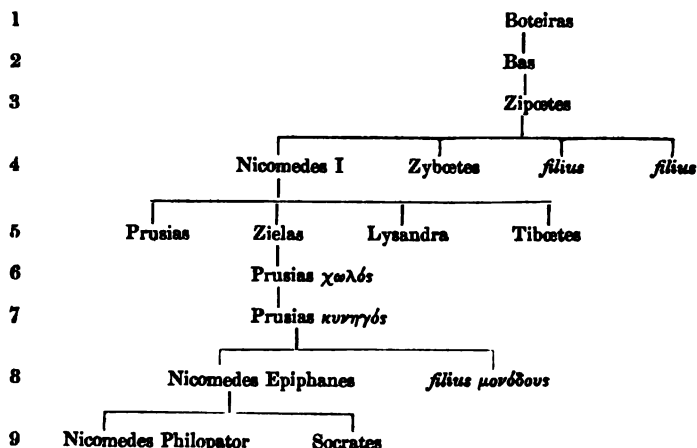 1 Boteiras
2 Bas
3 Zipœtes
4 Nicomedes I Zybœtes filius filius
5 Prusias Zielas Lysandra Tibœtes
6 Prusias χωλός
7 Prusias κυνηγός
8 Nicomedes Epiphanes filius μονόδους
9 Nicomedes Philopator Socrates